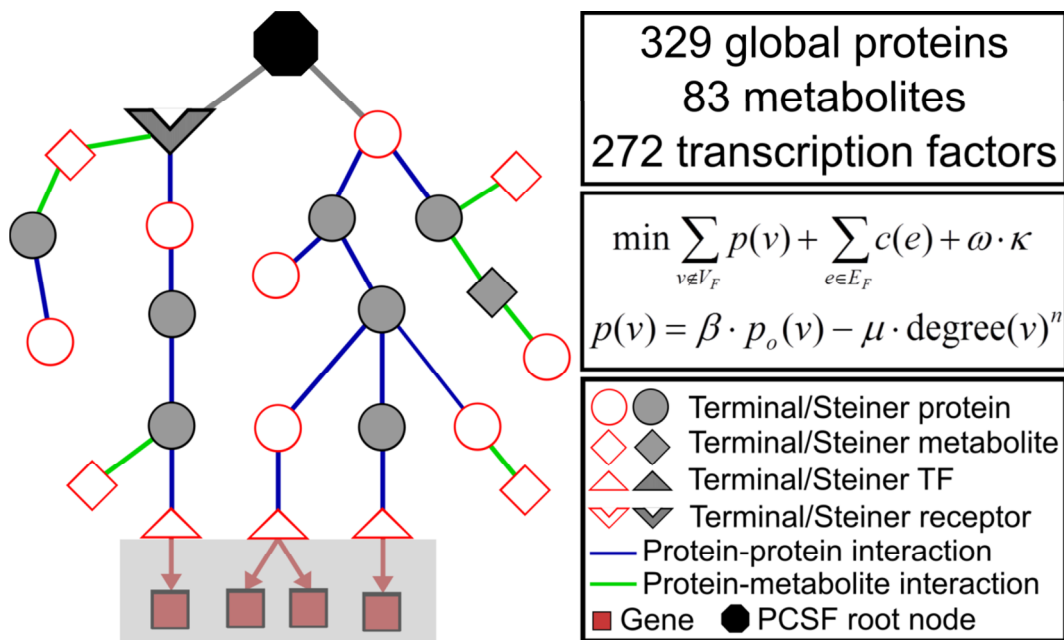 329 global proteins
83 metabolites
272 transcription factors
min ∑ p(v) + ∑ c(e) + ω · κ
v∉V_F e∈E_F
p(v) = β · p_o(v) − μ · degree(v)^n
Terminal/Steiner protein
Terminal/Steiner metabolite
Terminal/Steiner TF
Terminal/Steiner receptor
Protein-protein interaction
Protein-metabolite interaction
Gene PCSF root node